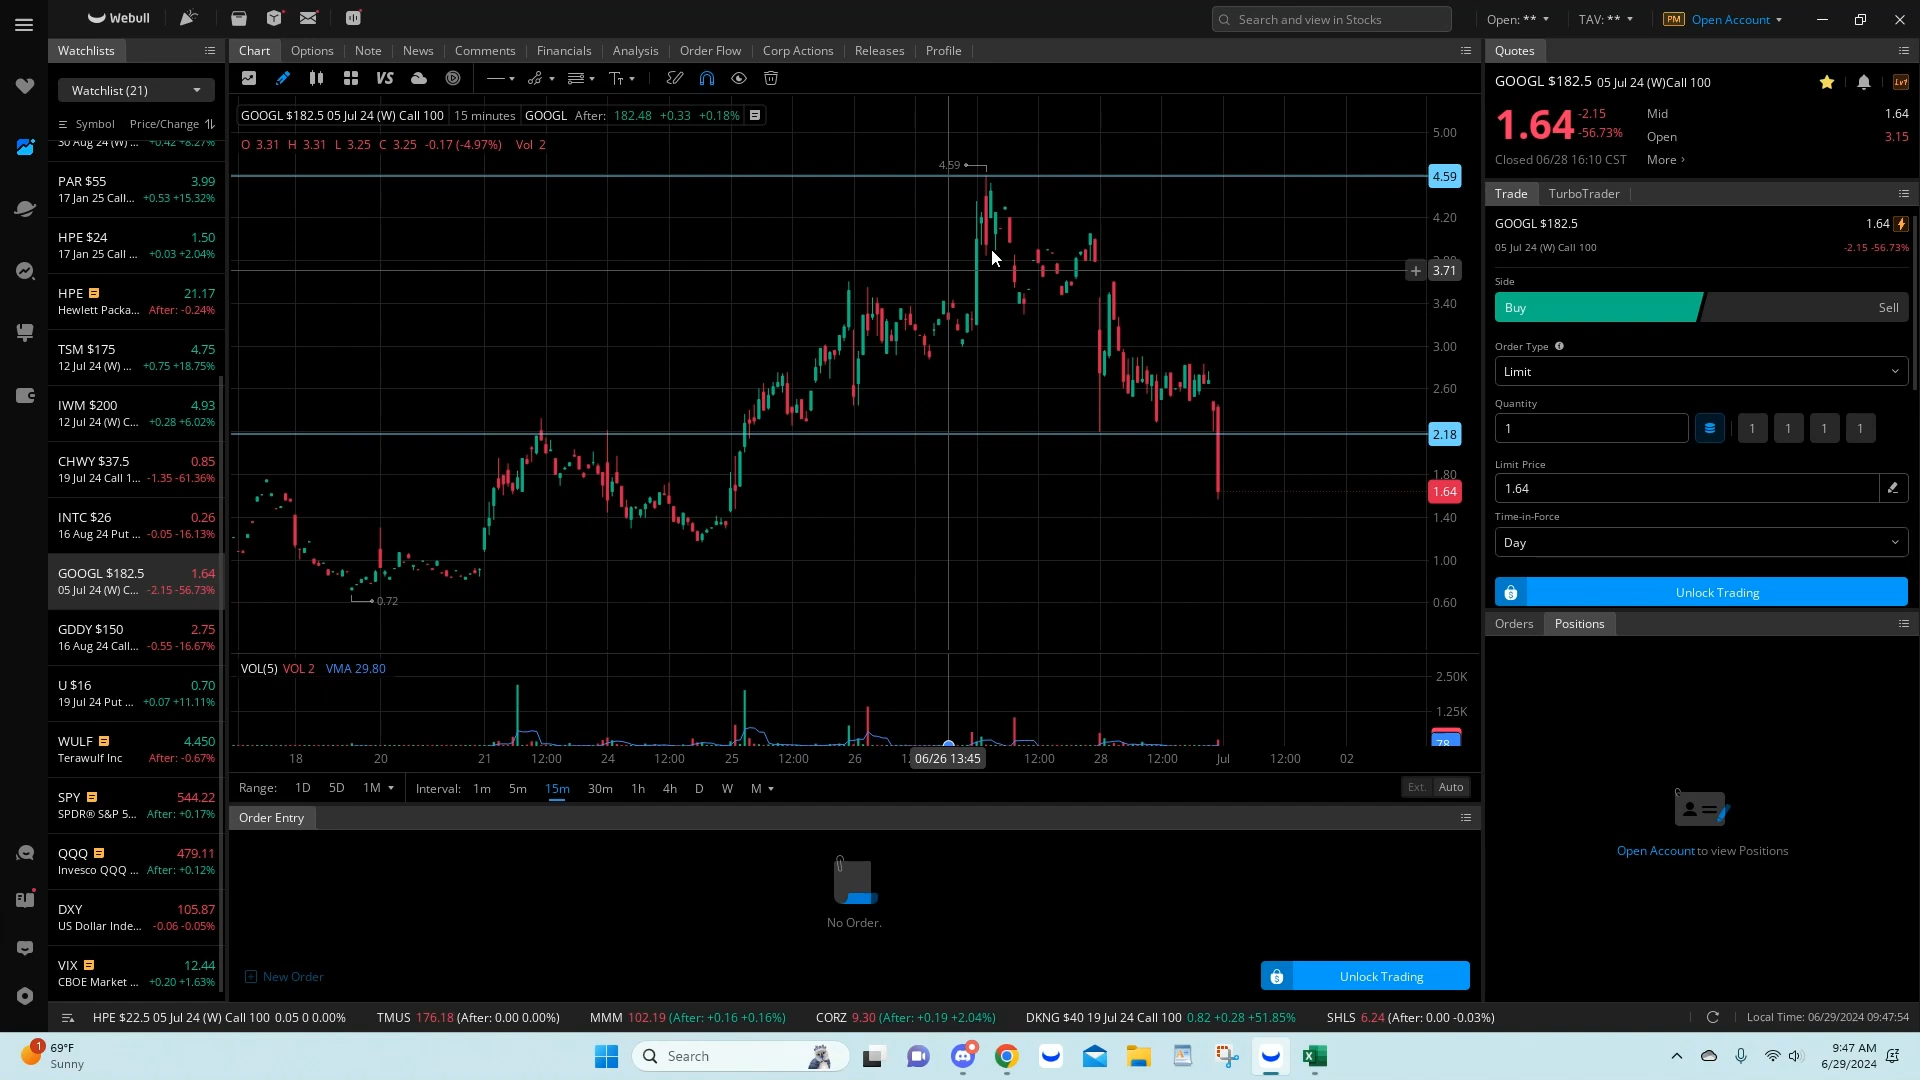 Webull
Search and view in Stocks
Open: **
TAV: **
PM Open Account
Watchlists
Watchlist (21)
Symbol Price/Change
30 Aug 24 (W) ... +0.42 +8.27%
PAR $55 3.99
17 Jan 25 Call... +0.53 +15.32%
HPE $24 1.50
17 Jan 25 Call ... +0.03 +2.04%
HPE 21.17
Hewlett Packa... After: -0.24%
TSM $175 4.75
12 Jul 24 (W) ... +0.75 +18.75%
IWM $200 4.93
12 Jul 24 (W) C... +0.28 +6.02%
CHWY $37.5 0.85
19 Jul 24 Call 1... -1.35 -61.36%
INTC $26 0.26
16 Aug 24 Put ... -0.05 -16.13%
GOOGL $182.5 1.64
05 Jul 24 (W) C... -2.15 -56.73%
GDDY $150 2.75
16 Aug 24 Call... -0.55 -16.67%
U $16 0.70
19 Jul 24 Put ... +0.07 +11.11%
WULF 4.450
Terawulf Inc After: -0.67%
SPY 544.22
SPDR® S&P 5... After: +0.17%
QQQ 479.11
Invesco QQQ ... After: +0.12%
DXY 105.87
US Dollar Inde... -0.06 -0.05%
VIX 12.44
CBOE Market ... +0.20 +1.63%
Chart Options Note News Comments Financials Analysis Order Flow Corp Actions Releases Profile
VS
GOOGL $182.5 05 Jul 24 (W) Call 100 15 minutes GOOGL After: 182.48 +0.33 +0.18%
O 3.31 H 3.31 L 3.25 C 3.25 -0.17 (-4.97%) Vol 2
4.59
0.72
5.00
4.59
4.20
3.71
3.40
3.00
2.60
2.18
1.80
1.64
1.40
1.00
0.60
VOL(5) VOL 2 VMA 29.80
2.50K
1.25K
78
18 20 21 12:00 24 12:00 25 12:00 26 06/26 13:45 12:00 28 12:00 Jul 12:00 02
Range: 1D 5D 1M Interval: 1m 5m 15m 30m 1h 4h D W M Ext. Auto
Order Entry
No Order.
New Order
Unlock Trading
Quotes
GOOGL $182.5 05 Jul 24 (W)Call 100
Lv1
1.64 -2.15
-56.73%
Mid 1.64
Open 3.15
Closed 06/28 16:10 CST More ›
Trade TurboTrader
GOOGL $182.5 1.64
05 Jul 24 (W) Call 100 -2.15 -56.73%
Side
Buy Sell
Order Type
Limit
Quantity
1 1 1 1 1
Limit Price
1.64
Time-in-Force
Day
Unlock Trading
Orders Positions
Open Account to view Positions
HPE $22.5 05 Jul 24 (W) Call 100 0.05 0 0.00% TMUS 176.18 (After: 0.00 0.00%) MMM 102.19 (After: +0.16 +0.16%) CORZ 9.30 (After: +0.19 +2.04%) DKNG $40 19 Jul 24 Call 100 0.82 +0.28 +51.85% SHLS 6.24 (After: 0.00 -0.03%)
Local Time: 06/29/2024 09:47:54
1
69°F
Sunny
Search
9:47 AM
6/29/2024